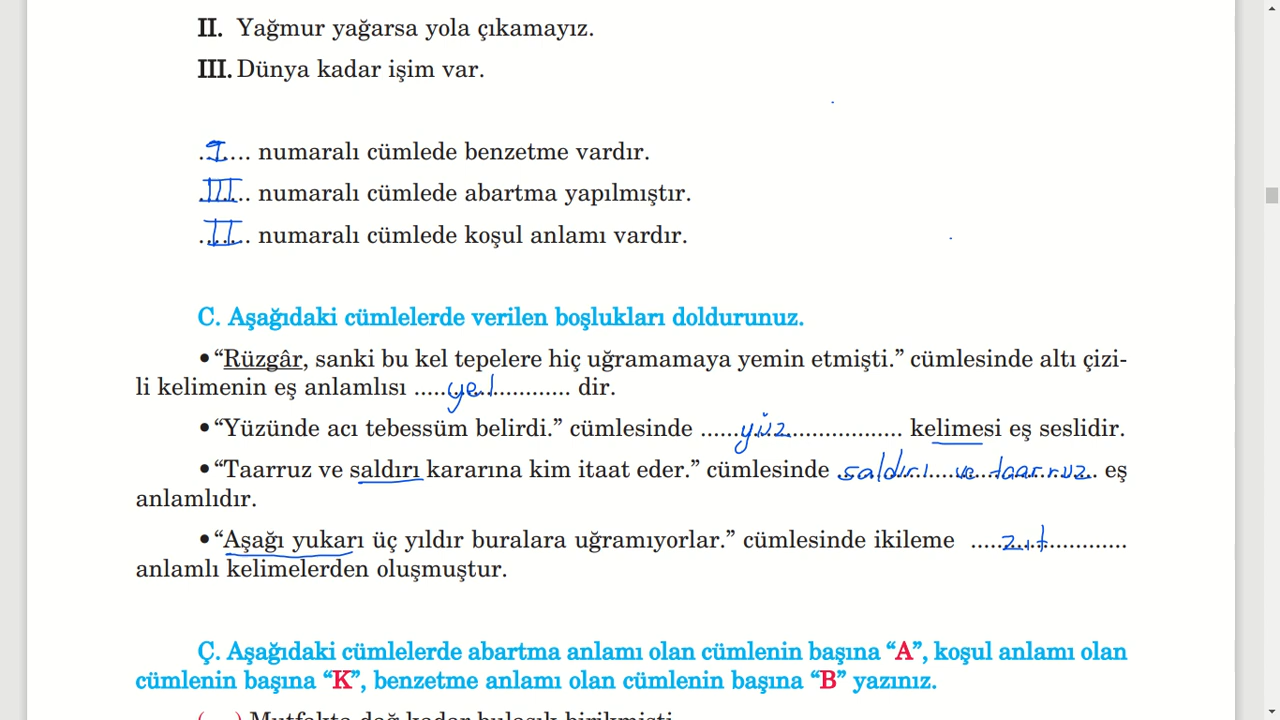 II. Yağmur yağarsa yola çıkamayız.
III. Dünya kadar işim var.
..I.... numaralı cümlede benzetme vardır.
..III.... numaralı cümlede abartma yapılmıştır.
..II.... numaralı cümlede koşul anlamı vardır.
C. Aşağıdaki cümlelerde verilen boşlukları doldurunuz.
• “Rüzgâr, sanki bu kel tepelere hiç uğramamaya yemin etmişti.” cümlesinde altı çizi-
li kelimenin eş anlamlısı .....yel............ dir.
• “Yüzünde acı tebessüm belirdi.” cümlesinde ......yüz................. kelimesi eş seslidir.
• “Taarruz ve saldırı kararına kim itaat eder.” cümlesinde saldırı ve taarruz eş
anlamlıdır.
• “Aşağı yukarı üç yıldır buralara uğramıyorlar.” cümlesinde ikileme .....zıt............
anlamlı kelimelerden oluşmuştur.
Ç. Aşağıdaki cümlelerde abartma anlamı olan cümlenin başına “A”, koşul anlamı olan
cümlenin başına “K”, benzetme anlamı olan cümlenin başına “B” yazınız.
( ) Mutfakta dağ kadar bulaşık birikmişti.